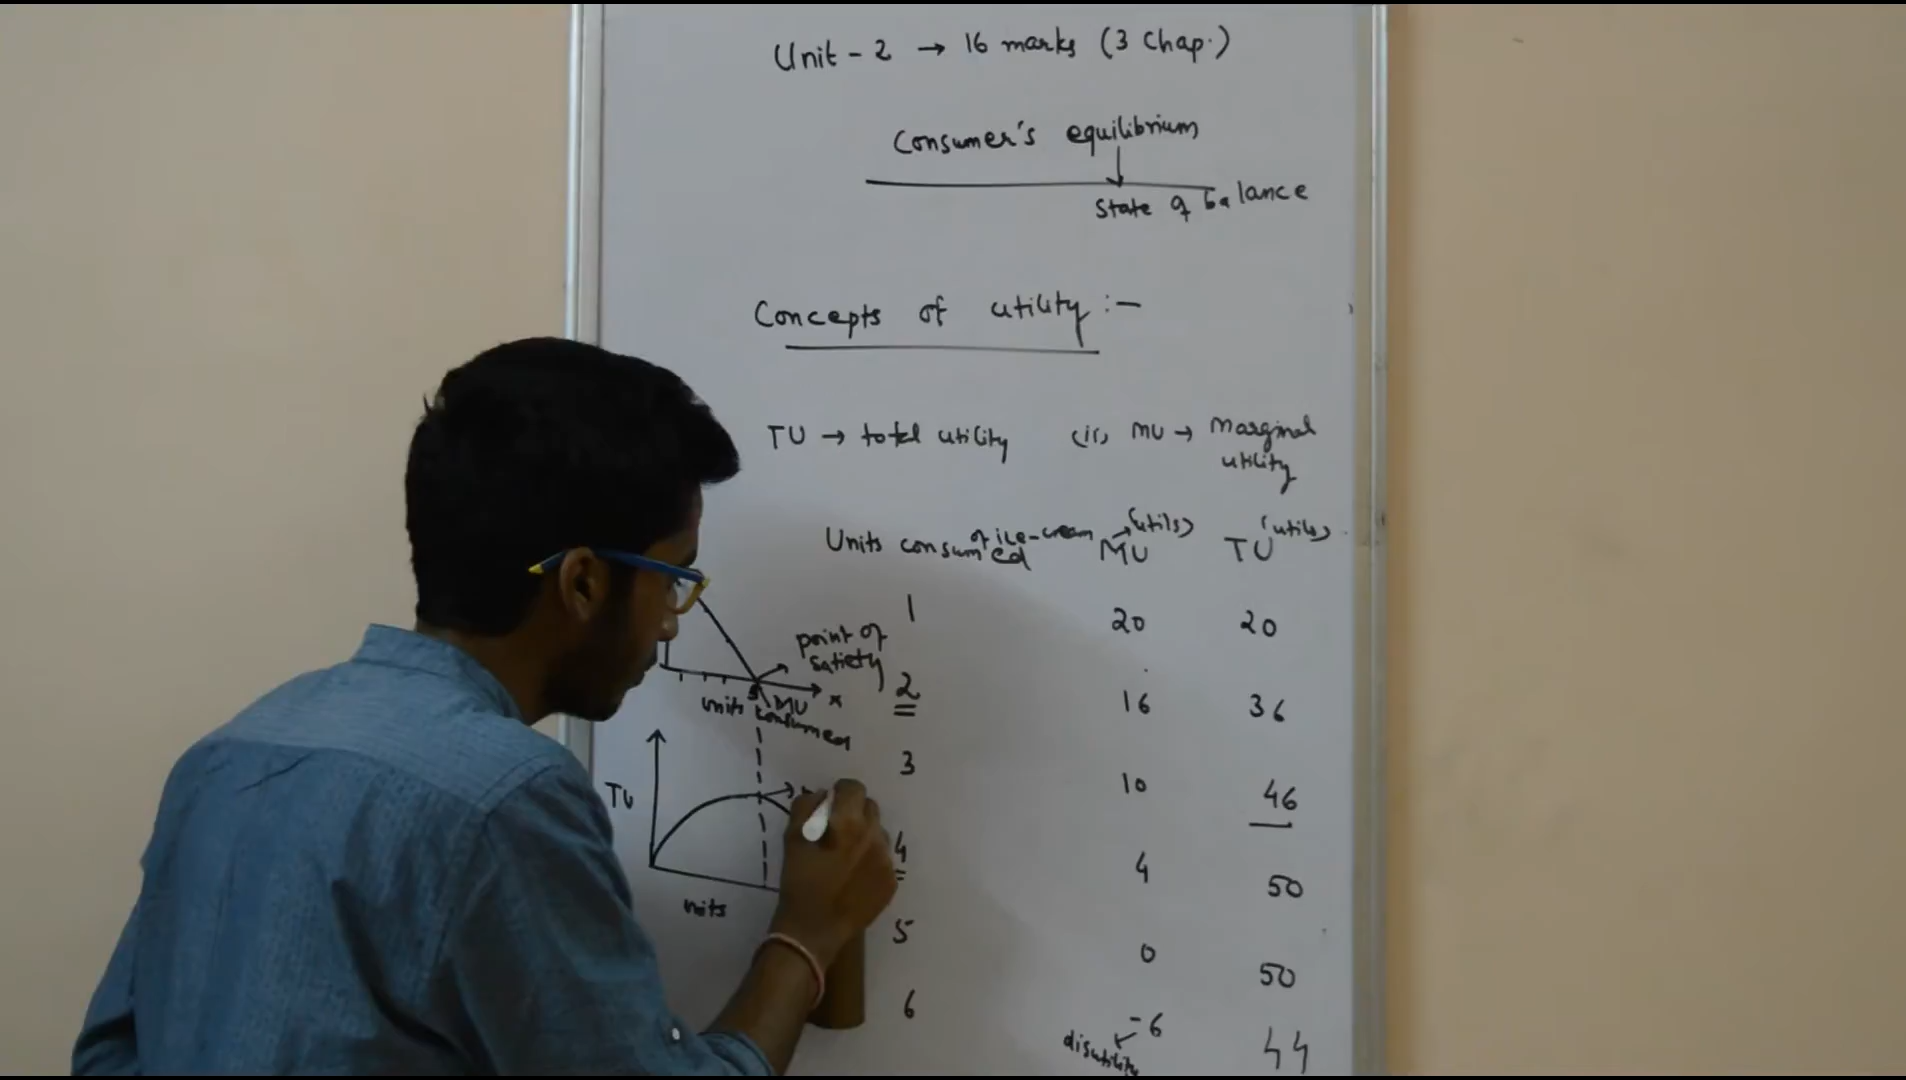 Unit - 2 → 16 marks (3 Chap.)
Consumer's equilibrium
State of balance
Concepts of utility :-
TU → total utility (ii) MU → Marginal
utility
Units consumed of ice-cream MU (utils) TU (utils)
1 20 20
2 16 36
3 10 46
4 4 50
5 0 50
6 -6 44
disutility
point of
satiety
x
MU
units consumed
TU
units